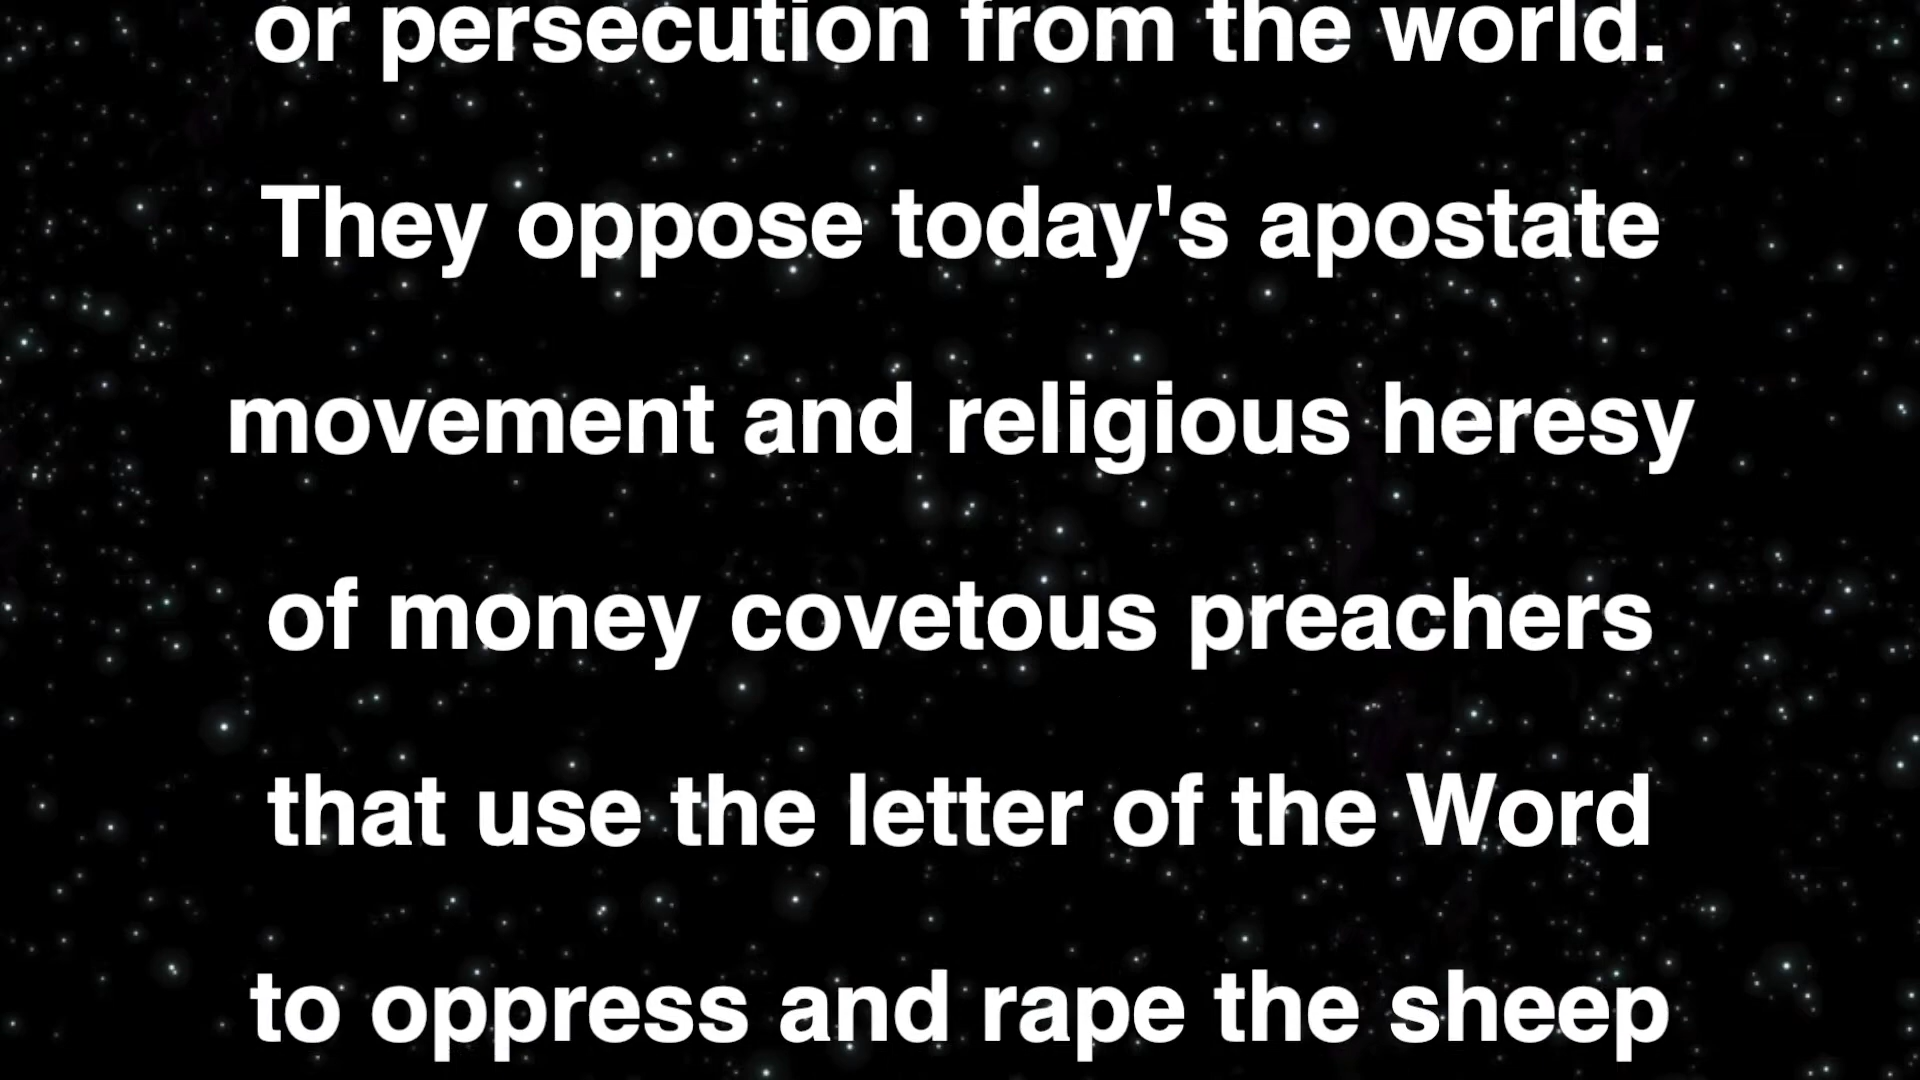 or persecution from the world.
They oppose today's apostate
movement and religious heresy
of money covetous preachers
that use the letter of the Word
to oppress and rape the sheep